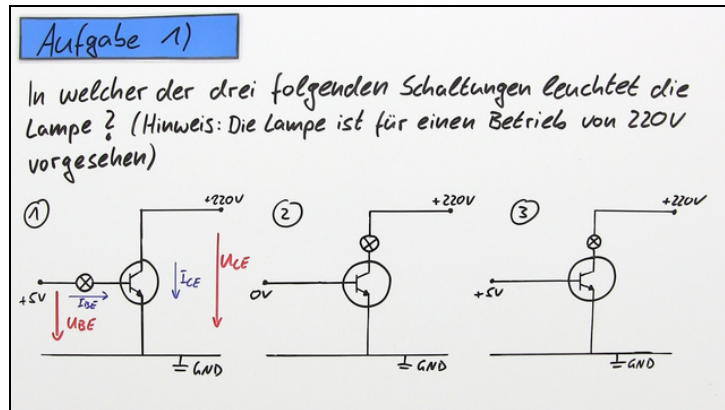 Aufgabe 1)
In welcher der drei folgenden Schaltungen leuchtet die
Lampe? (Hinweis: Die Lampe ist für einen Betrieb von 220V
vorgesehen)
1
+220V
+5V
IBE
UBE
ICE
UCE
GND
2
+220V
0V
GND
3
+220V
+5V
GND